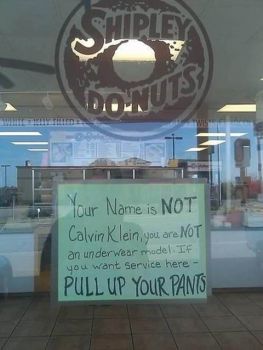 SHIPLEY
DO-NUTS
Your Name is NOT
Calvin Klein, you are NOT
an underwear model. If
you want service here -
PULL UP YOUR PANTS